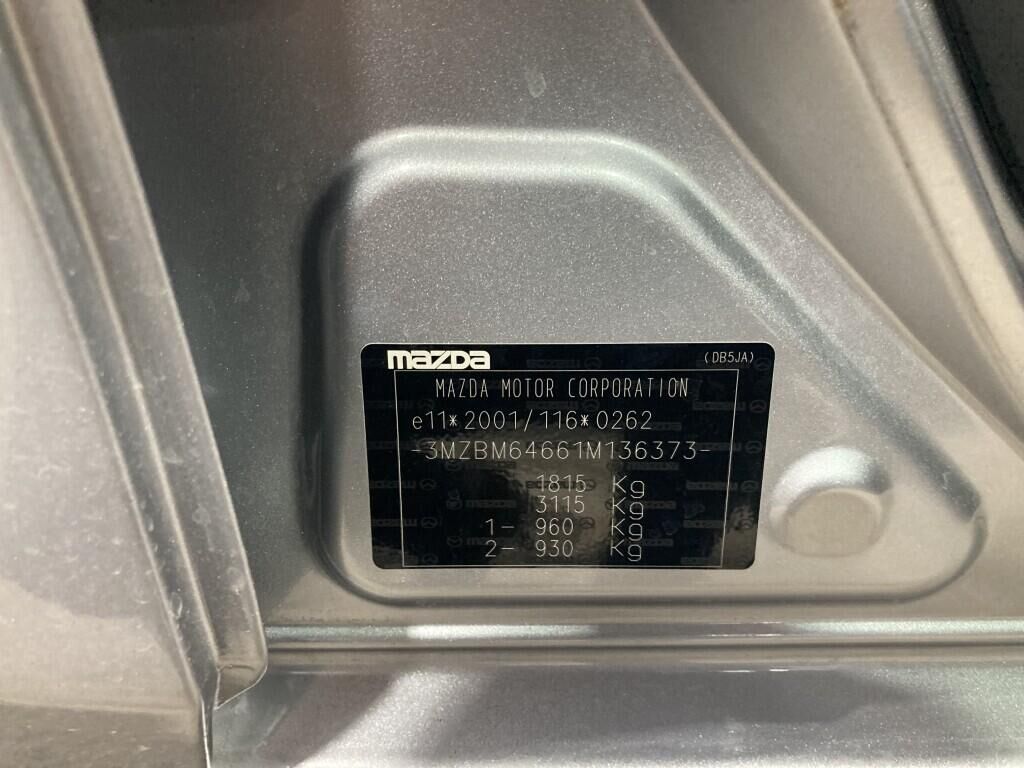 mazda (DB5JA)
MAZDA MOTOR CORPORATION
e11*2001/116*0262
-3MZBM64661M136373-
1815 Kg
3115 Kg
1- 960 Kg
2- 930 Kg